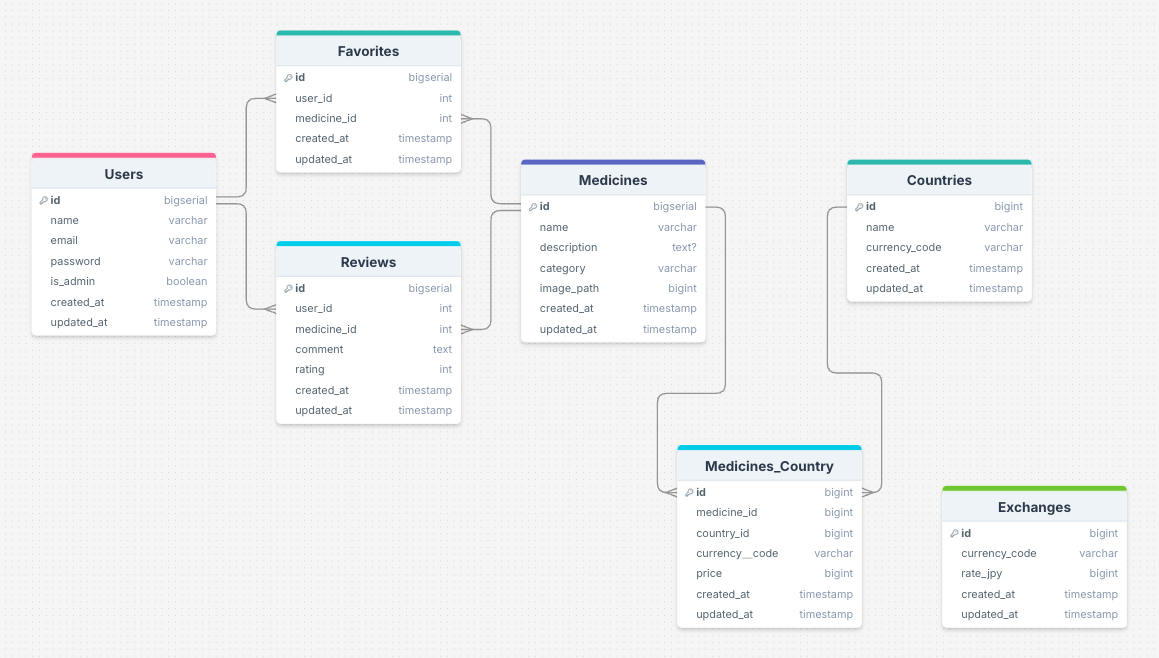 Favorites
id bigserial
user_id int
medicine_id int
created_at timestamp
updated_at timestamp
Users
id bigserial
name varchar
email varchar
password varchar
is_admin boolean
created_at timestamp
updated_at timestamp
Reviews
id bigserial
user_id int
medicine_id int
comment text
rating int
created_at timestamp
updated_at timestamp
Medicines
id bigserial
name varchar
description text?
category varchar
image_path bigint
created_at timestamp
updated_at timestamp
Countries
id bigint
name varchar
currency_code varchar
created_at timestamp
updated_at timestamp
Medicines_Country
id bigint
medicine_id bigint
country_id bigint
currency__code varchar
price bigint
created_at timestamp
updated_at timestamp
Exchanges
id bigint
currency_code varchar
rate_jpy bigint
created_at timestamp
updated_at timestamp